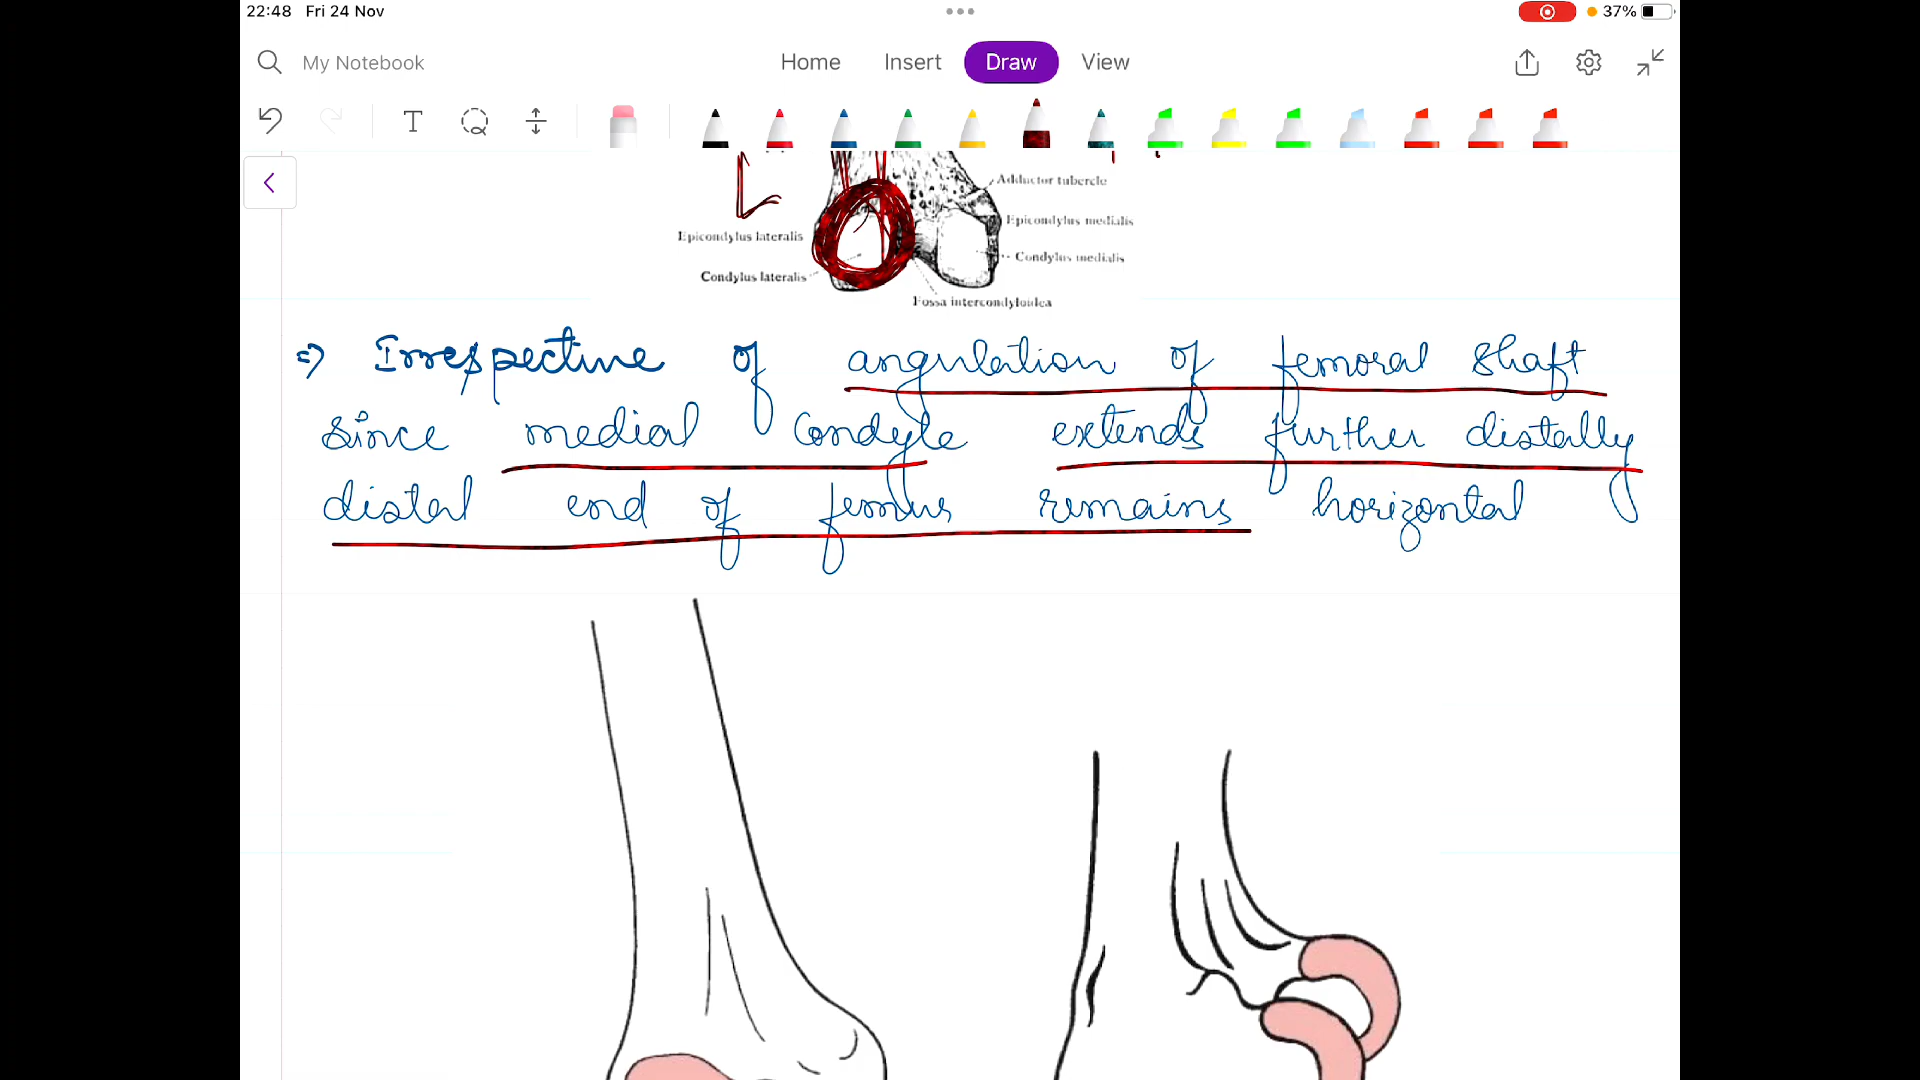 22:48 Fri 24 Nov
37%
My Notebook
Home Insert Draw View
T
Adductor tubercle
Epicondylus medialis
Epicondylus lateralis
Condylus medialis
Condylus lateralis
Fossa intercondyloidea
=> Irrespective of angulation of femoral shaft
since medial condyle extends further distally
distal end of femur remains horizontal